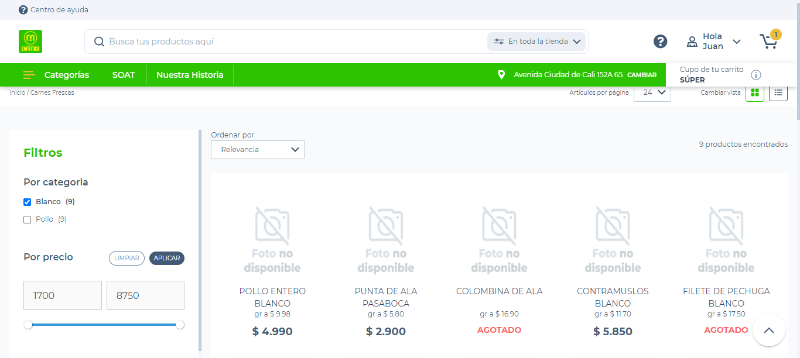 Centro de ayuda
Busca tus productos aquí
En toda la tienda
Hola
Juan
1
Categorías
SOAT
Nuestra Historia
Avenida Ciudad de Cali 152A 65 CAMBIAR
Cupo de tu carrito
SÚPER
Inicio / Carnes Frescas
Artículos por página
24
Cambiar vista
Filtros
Por categoría
Blanco (9)
Pollo (9)
Por precio
LIMPIAR
APLICAR
1700
8750
Ordenar por
Relevancia
9 productos encontrados
Foto no
disponible
POLLO ENTERO
BLANCO
gr a $ 9.98
$ 4.990
Foto no
disponible
PUNTA DE ALA
PASABOCA
gr a $ 5.80
$ 2.900
Foto no
disponible
COLOMBINA DE ALA
gr a $ 16.90
AGOTADO
Foto no
disponible
CONTRAMUSLOS
BLANCO
gr a $ 11.70
$ 5.850
Foto no
disponible
FILETE DE PECHUGA
BLANCO
gr a $ 17.50
AGOTADO